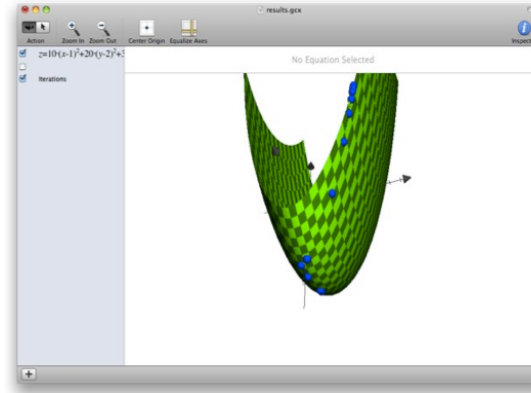 results.gcx
Action Zoom In Zoom Out Center Origin Equalize Axes
z=10·(x-1)²+20·(y-2)²+3
No Equation Selected
Iterations